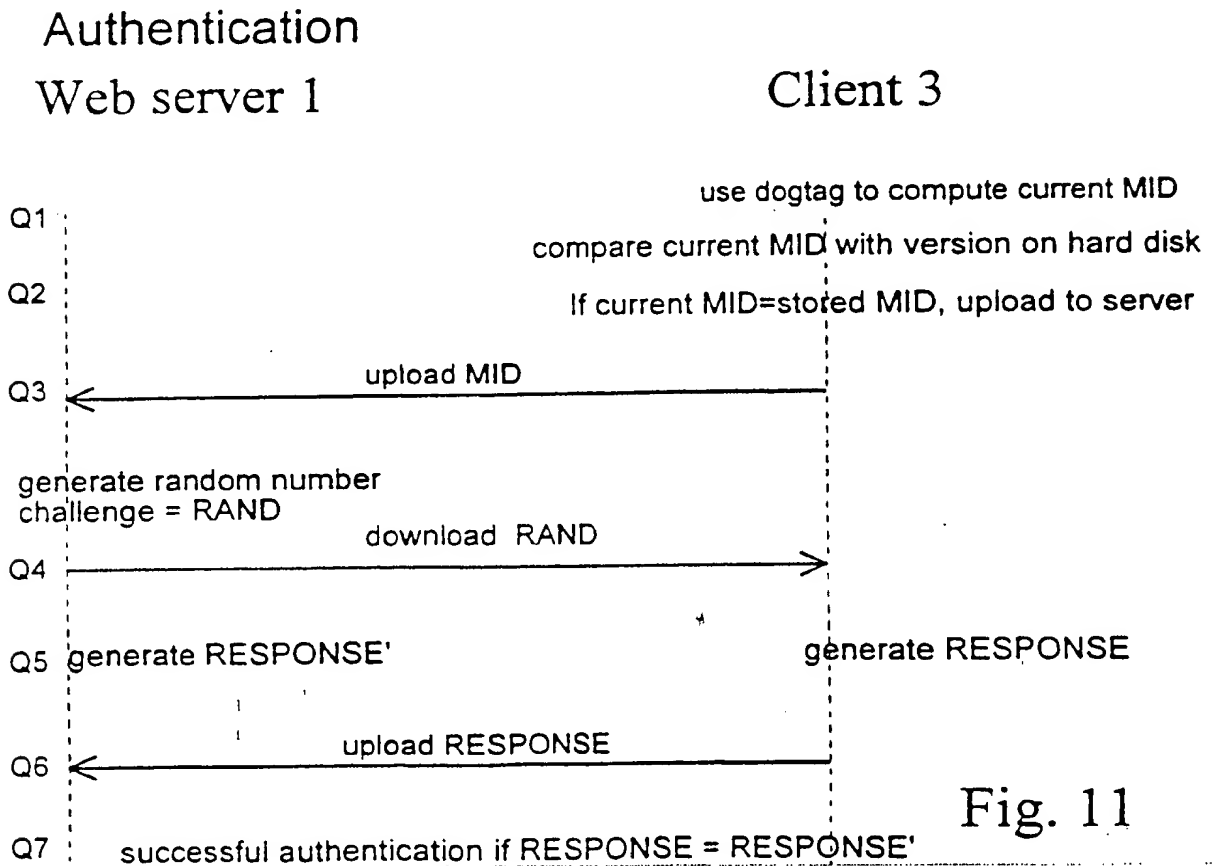 Authentication
Web server 1
Client 3
use dogtag to compute current MID
Q1
compare current MID with version on hard disk
Q2
If current MID=stored MID, upload to server
upload MID
Q3
generate random number
challenge = RAND
download RAND
Q4
Q5 generate RESPONSE'
generate RESPONSE
upload RESPONSE
Q6
Fig. 11
Q7 successful authentication if RESPONSE = RESPONSE'